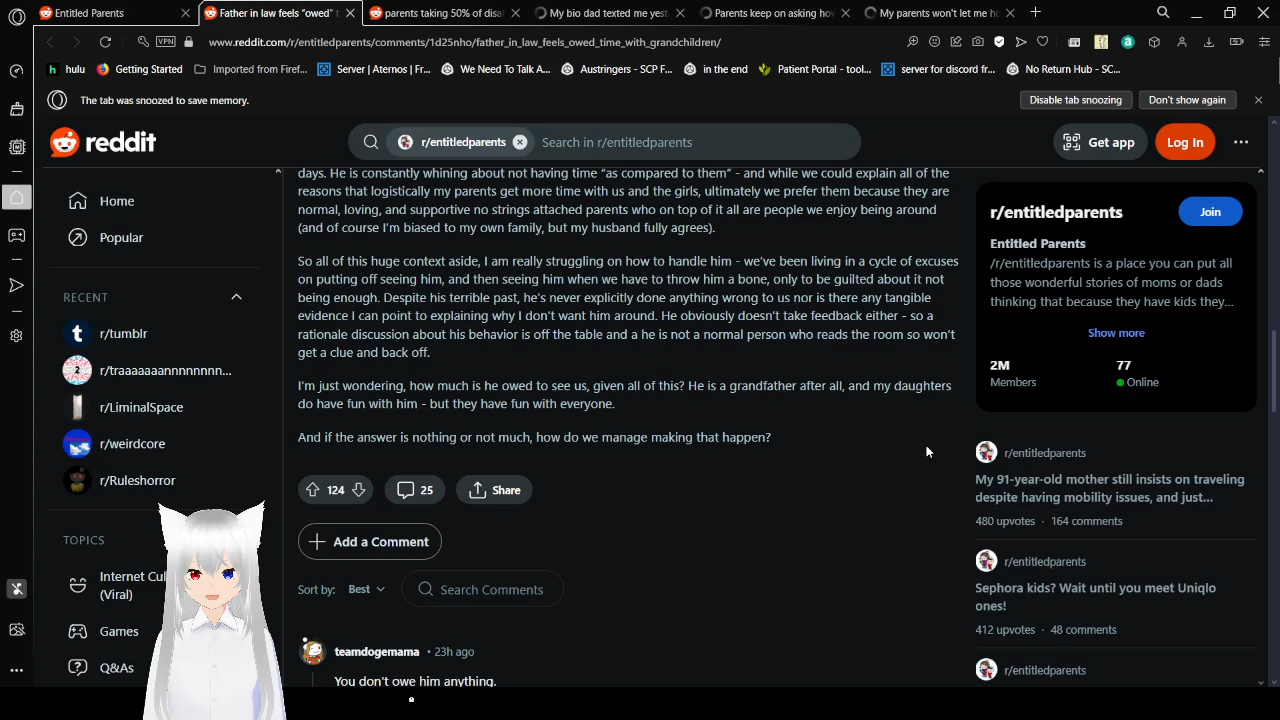 Entitled Parents
Father in law feels "owed" t
parents taking 50% of disa
My bio dad texted me yest
Parents keep on asking how
My parents won't let me h
VPN
www.reddit.com/r/entitledparents/comments/1d25nho/father_in_law_feels_owed_time_with_grandchildren/
hulu
Getting Started
Imported from Firef...
Server | Aternos | Fr...
We Need To Talk A...
Austringers - SCP F...
in the end
Patient Portal - tool...
server for discord fr...
No Return Hub - SC...
The tab was snoozed to save memory.
Disable tab snoozing
Don't show again
reddit
r/entitledparents
Search in r/entitledparents
Get app
Log In
Home
Popular
RECENT
r/tumblr
r/traaaaaaannnnnnnn...
r/LiminalSpace
r/weirdcore
r/Ruleshorror
TOPICS
Internet Cul
(Viral)
Games
Q&As
days. He is constantly whining about not having time "as compared to them" - and while we could explain all of the
reasons that logistically my parents get more time with us and the girls, ultimately we prefer them because they are
normal, loving, and supportive no strings attached parents who on top of it all are people we enjoy being around
(and of course I'm biased to my own family, but my husband fully agrees).
So all of this huge context aside, I am really struggling on how to handle him - we've been living in a cycle of excuses
on putting off seeing him, and then seeing him when we have to throw him a bone, only to be guilted about it not
being enough. Despite his terrible past, he's never explicitly done anything wrong to us nor is there any tangible
evidence I can point to explaining why I don't want him around. He obviously doesn't take feedback either - so a
rationale discussion about his behavior is off the table and a he is not a normal person who reads the room so won't
get a clue and back off.
I'm just wondering, how much is he owed to see us, given all of this? He is a grandfather after all, and my daughters
do have fun with him - but they have fun with everyone.
And if the answer is nothing or not much, how do we manage making that happen?
124
25
Share
Add a Comment
Sort by:
Best
Search Comments
teamdogemama • 23h ago
You don't owe him anything.
r/entitledparents
Join
Entitled Parents
/r/entitledparents is a place you can put all
those wonderful stories of moms or dads
thinking that because they have kids they...
Show more
2M
Members
77
Online
r/entitledparents
My 91-year-old mother still insists on traveling
despite having mobility issues, and just...
480 upvotes · 164 comments
r/entitledparents
Sephora kids? Wait until you meet Uniqlo
ones!
412 upvotes · 48 comments
r/entitledparents